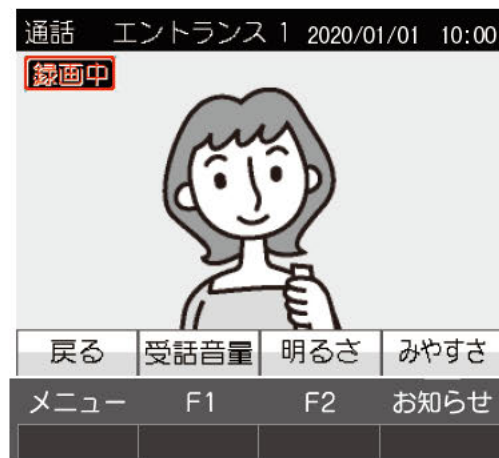 通話 エントランス 1 2020/01/01 10:00
録画中
戻る 受話音量 明るさ みやすさ
メニュー F1 F2 お知らせ